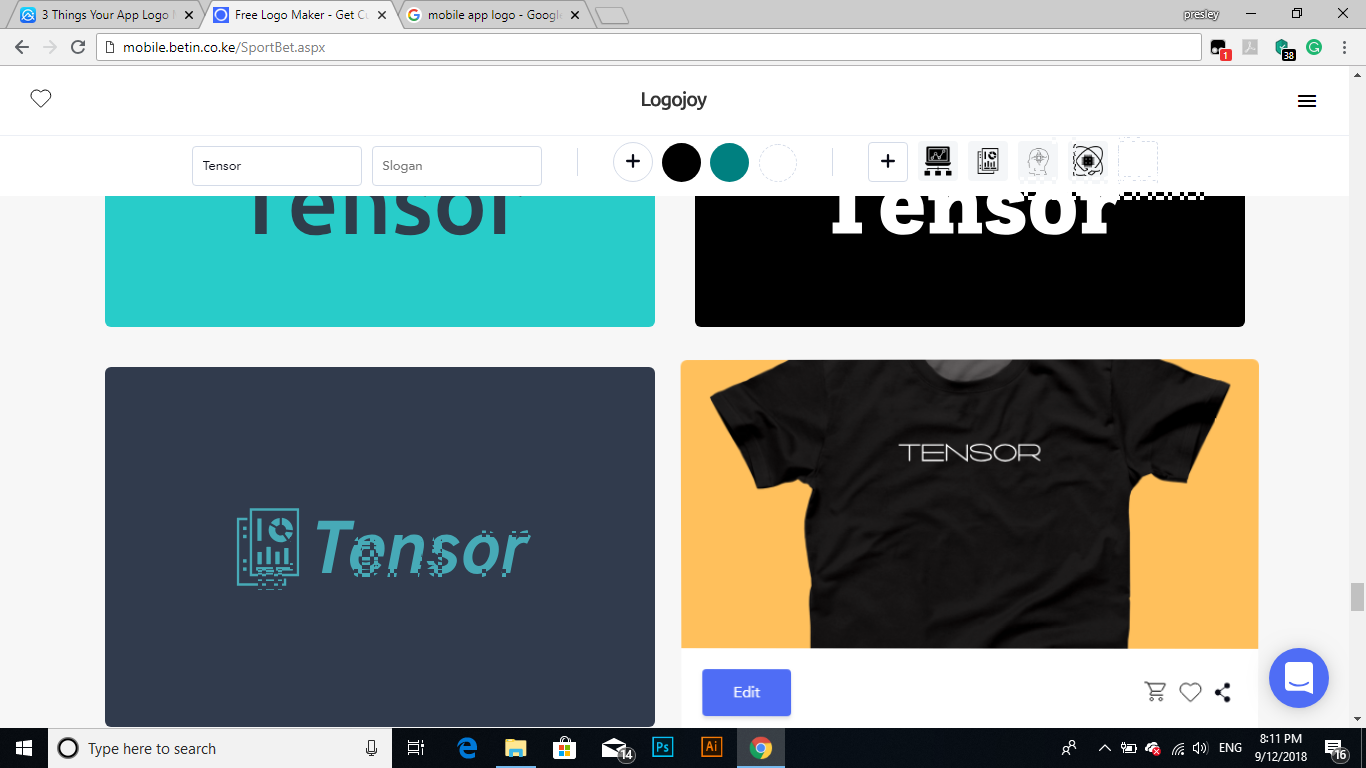 3 Things Your App Logo
Free Logo Maker - Get Cu
mobile app logo - Google
presley
mobile.betin.co.ke/SportBet.aspx
1
38
Logojoy
Tensor
Slogan
Tensor
Tensor
Tensor
TENSOR
Edit
Type here to search
14
Ps
Ai
ENG
8:11 PM
9/12/2018
16